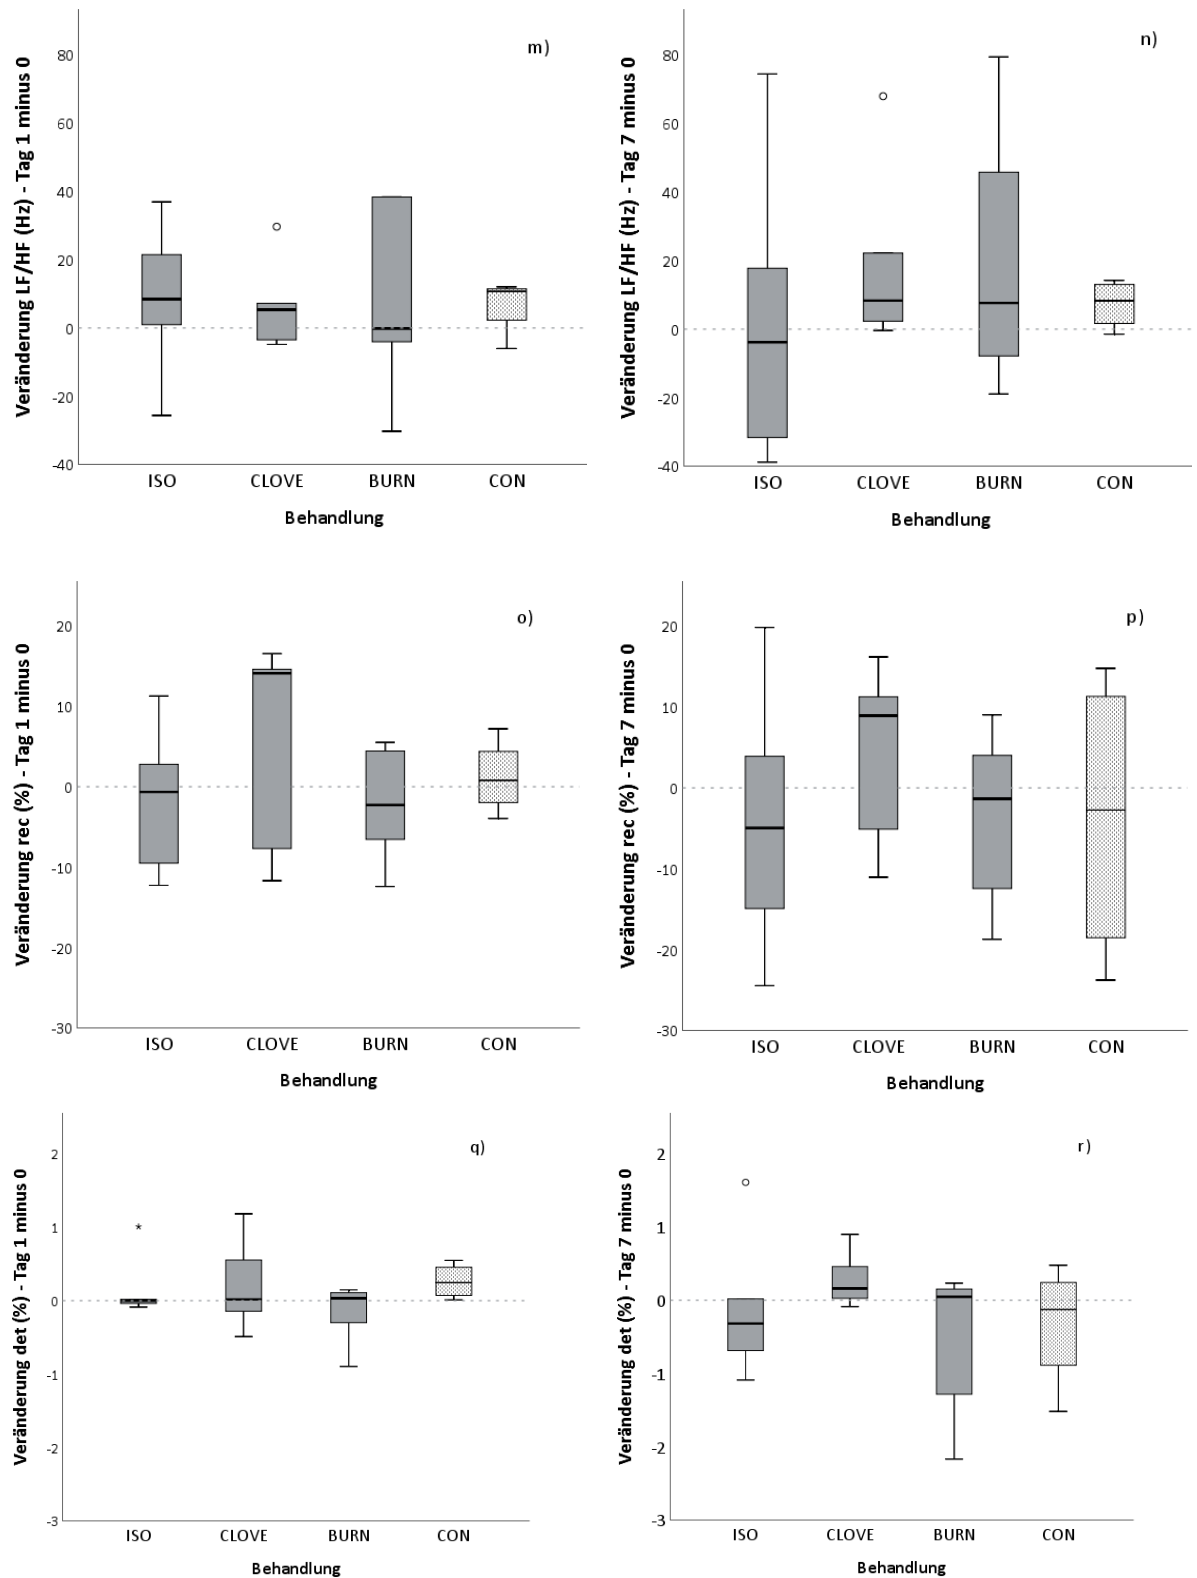 m)
Veränderung LF/HF (Hz) - Tag 1 minus 0
80
60
40
20
0
-20
-40
ISO CLOVE BURN CON
Behandlung
n)
Veränderung LF/HF (Hz) - Tag 7 minus 0
80
60
40
20
0
-20
-40
ISO CLOVE BURN CON
Behandlung
o)
Veränderung rec (%) - Tag 1 minus 0
20
10
0
-10
-20
-30
ISO CLOVE BURN CON
Behandlung
p)
Veränderung rec (%) - Tag 7 minus 0
20
10
0
-10
-20
-30
ISO CLOVE BURN CON
Behandlung
q)
Veränderung det (%) - Tag 1 minus 0
2
1
0
-1
-2
-3
ISO CLOVE BURN CON
Behandlung
r)
Veränderung det (%) - Tag 7 minus 0
2
1
0
-1
-2
-3
ISO CLOVE BURN CON
Behandlung